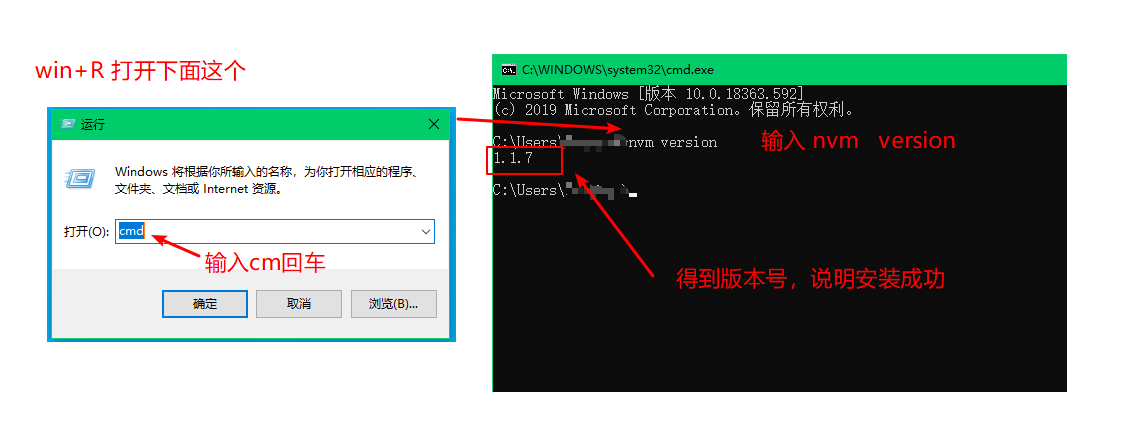 win+R 打开下面这个
运行
Windows 将根据你所输入的名称，为你打开相应的程序、
文件夹、文档或 Internet 资源。
打开(O):
cmd
输入cm回车
确定
取消
浏览(B)...
C:\WINDOWS\system32\cmd.exe
Microsoft Windows [版本 10.0.18363.592]
(c) 2019 Microsoft Corporation。保留所有权利。
C:\Users\
nvm version
输入 nvm version
1.1.7
C:\Users\
得到版本号，说明安装成功